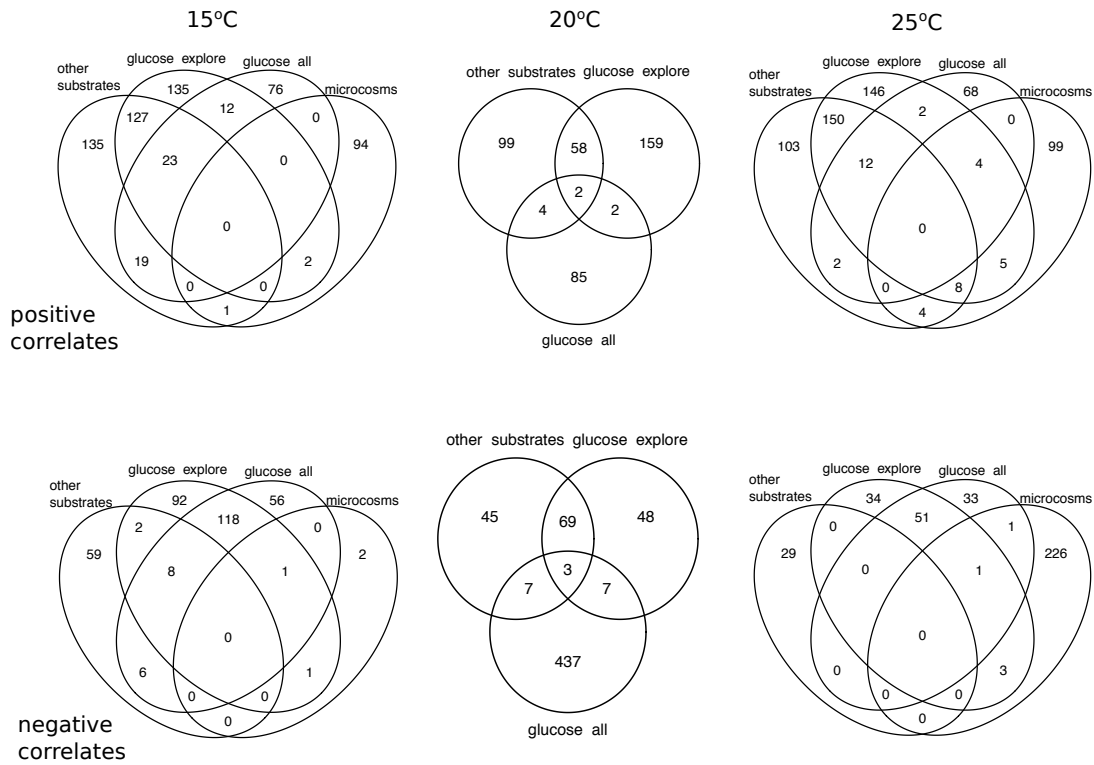 15°C
20°C
25°C
other
substrates
glucose explore
glucose all
microcosms
135
76
127
12
0
135
94
23
0
0
19
2
0
0
1
other substrates
glucose explore
99
58
159
2
4
2
85
glucose all
other
substrates
glucose explore
glucose all
microcosms
146
68
150
2
0
103
99
12
4
0
2
5
0
8
4
positive
correlates
other
substrates
glucose explore
glucose all
microcosms
92
56
2
118
0
59
2
8
1
0
6
1
0
0
0
other substrates
glucose explore
45
69
48
3
7
7
437
glucose all
other
substrates
glucose explore
glucose all
microcosms
34
33
0
51
1
29
226
0
1
0
0
3
0
0
0
negative
correlates